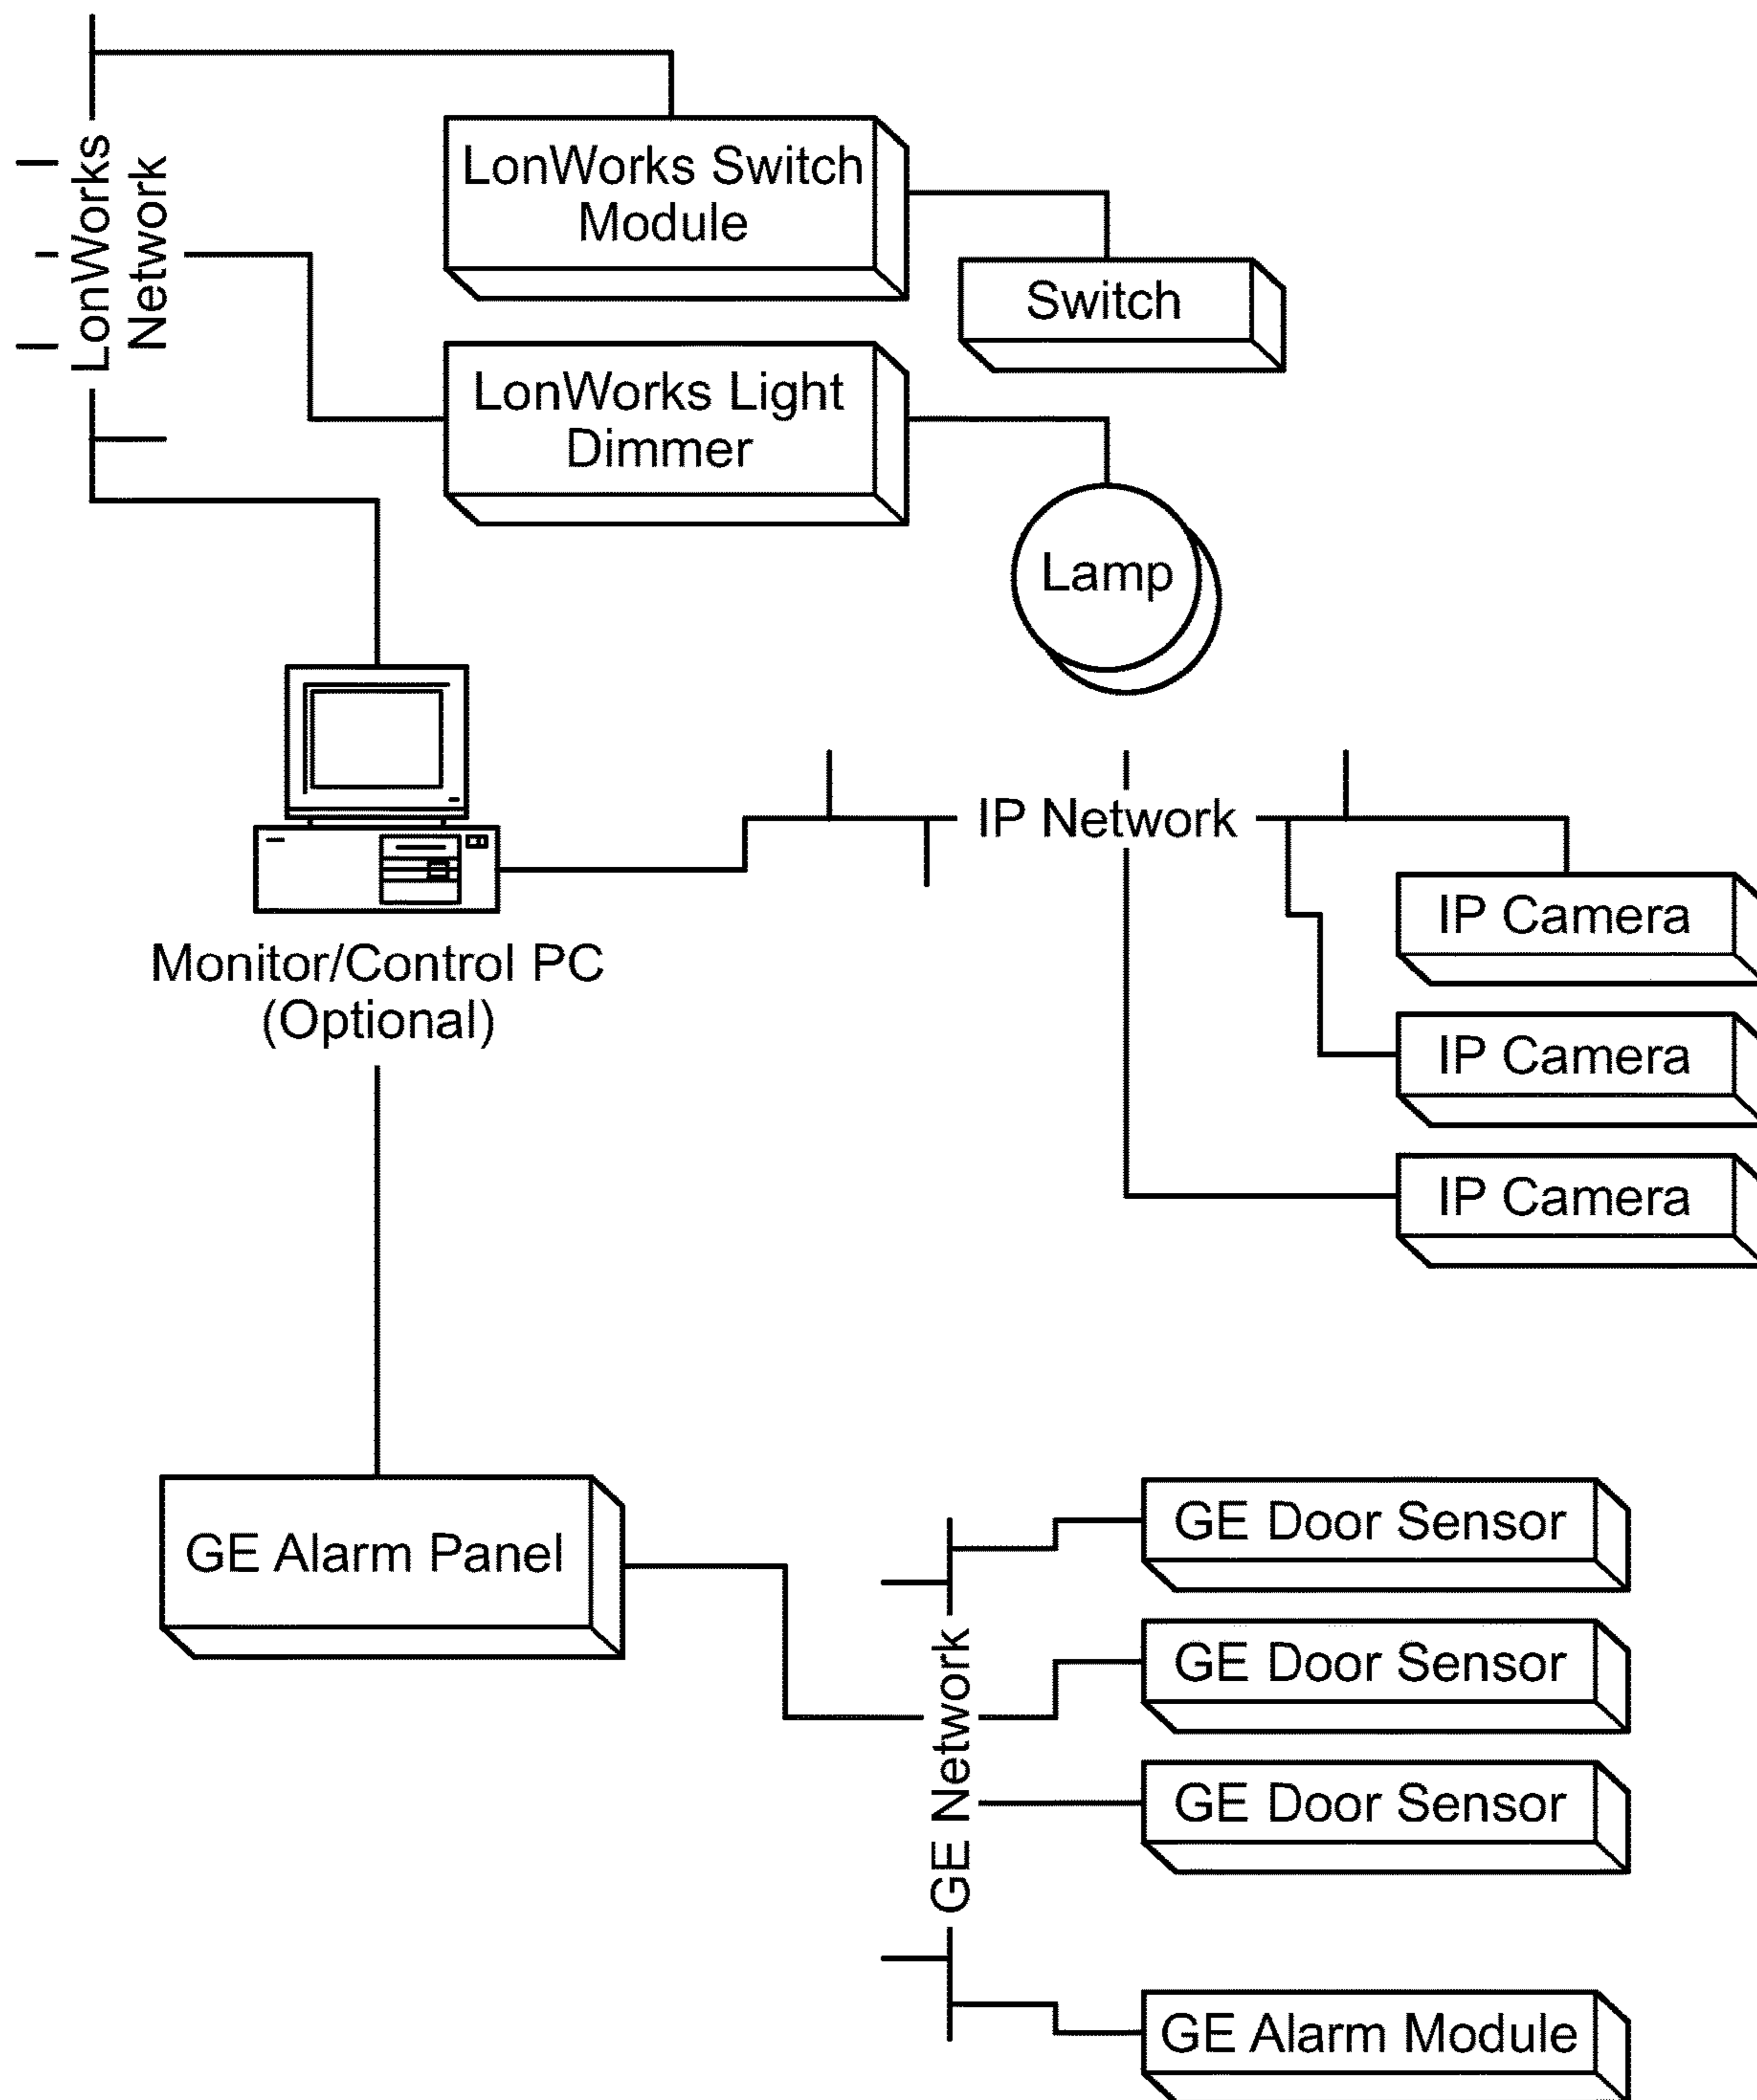 LonWorks
Network
LonWorks Switch
Module
Switch
LonWorks Light
Dimmer
Lamp
IP Network
IP Camera
IP Camera
IP Camera
Monitor/Control PC
(Optional)
GE Alarm Panel
GE Network
GE Door Sensor
GE Door Sensor
GE Door Sensor
GE Alarm Module